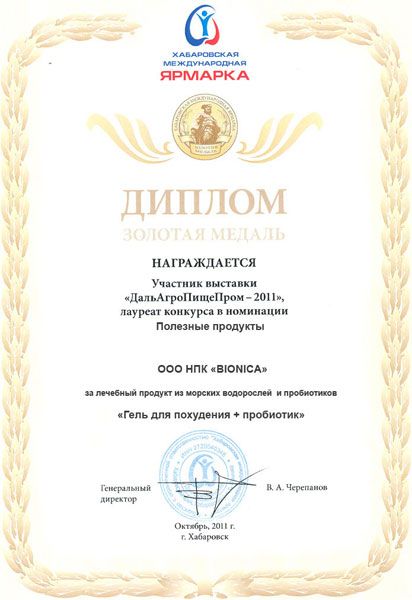 ХАБАРОВСКАЯ
МЕЖДУНАРОДНАЯ
ЯРМАРКА
ДИПЛОМ
ЗОЛОТАЯ МЕДАЛЬ
НАГРАЖДАЕТСЯ
Участник выставки
«ДальАгроПищеПром – 2011»,
лауреат конкурса в номинации
Полезные продукты
ООО НПК «BIONICA»
за лечебный продукт из морских водорослей и пробиотиков
«Гель для похудения + пробиотик»
Генеральный
директор
В. А. Черепанов
Октябрь, 2011 г.
г. Хабаровск